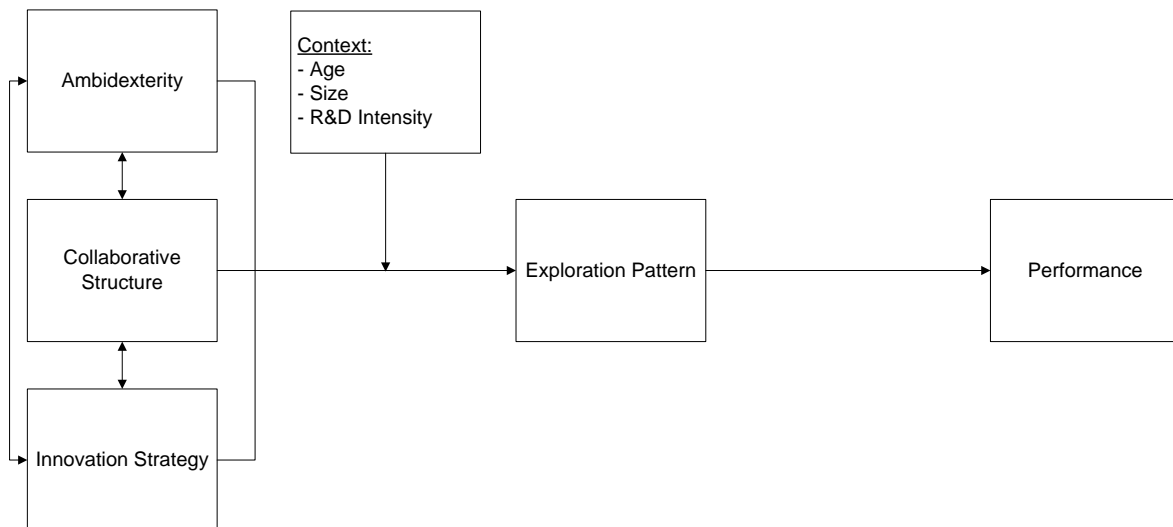 Ambidexterity
Context:
- Age
- Size
- R&D Intensity
Collaborative
Structure
Exploration Pattern
Performance
Innovation Strategy